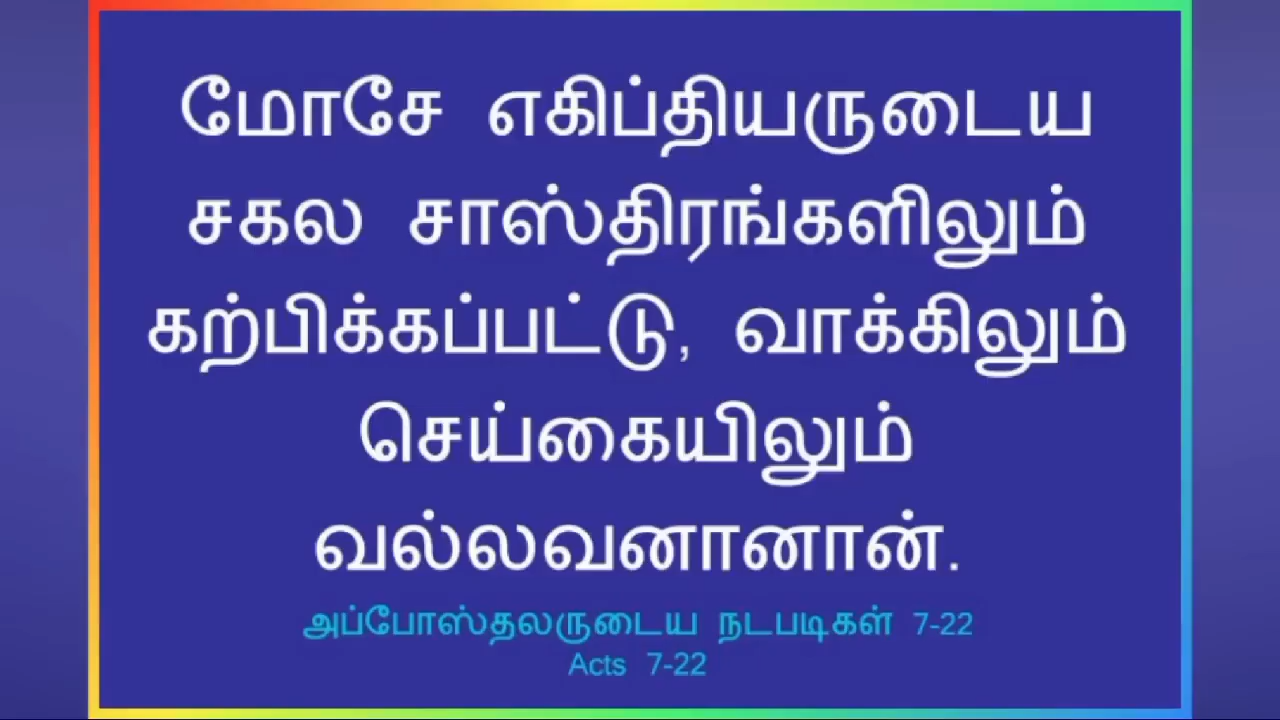 மோசே எகிப்தியருடைய
சகல சாஸ்திரங்களிலும்
கற்பிக்கப்பட்டு, வாக்கிலும்
செய்கையிலும்
வல்லவனானான்.
அப்போஸ்தலருடைய நடபடிகள் 7-22
Acts 7-22